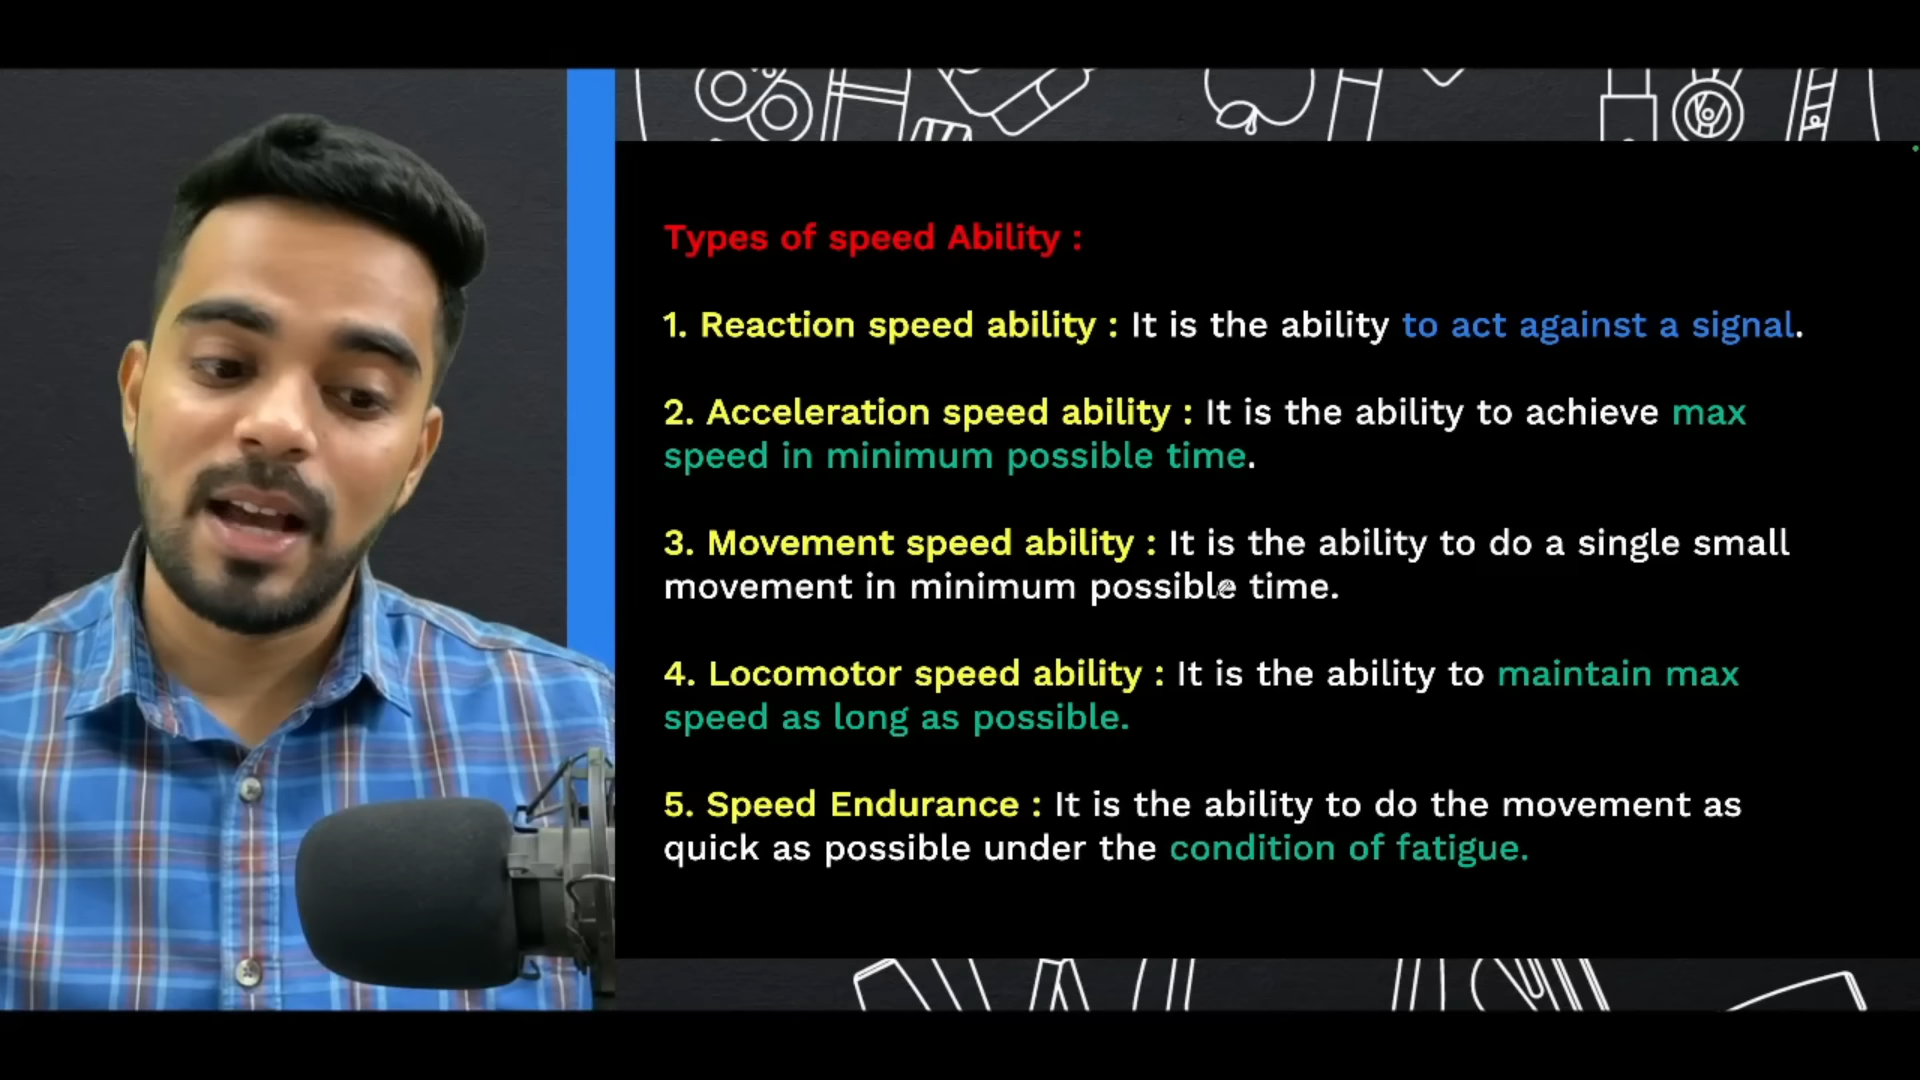 Types of speed Ability :
1. Reaction speed ability : It is the ability to act against a signal.
2. Acceleration speed ability : It is the ability to achieve max
speed in minimum possible time.
3. Movement speed ability : It is the ability to do a single small
movement in minimum possible time.
4. Locomotor speed ability : It is the ability to maintain max
speed as long as possible.
5. Speed Endurance : It is the ability to do the movement as
quick as possible under the condition of fatigue.